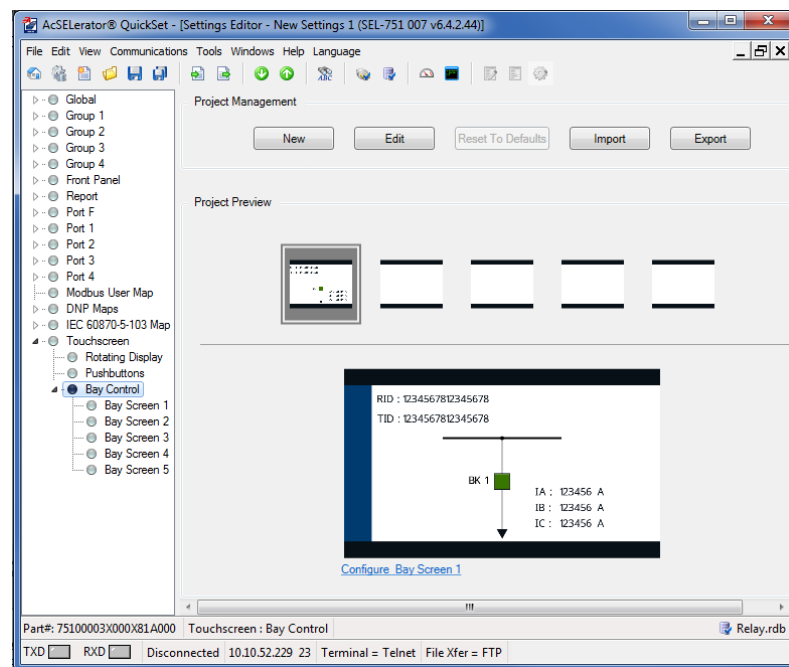 AcSELerator® QuickSet - [Settings Editor - New Settings 1 (SEL-751 007 v6.4.2.44)]
File Edit View Communications Tools Windows Help Language
Global
Group 1
Group 2
Group 3
Group 4
Front Panel
Report
Port F
Port 1
Port 2
Port 3
Port 4
Modbus User Map
DNP Maps
IEC 60870-5-103 Map
Touchscreen
Rotating Display
Pushbuttons
Bay Control
Bay Screen 1
Bay Screen 2
Bay Screen 3
Bay Screen 4
Bay Screen 5
Project Management
New Edit Reset To Defaults Import Export
Project Preview
RID : 1234567812345678
TID : 1234567812345678
BK 1
IA : 123456 A
IB : 123456 A
IC : 123456 A
Configure Bay Screen 1
Part#: 75100003X000X81A000 Touchscreen : Bay Control Relay.rdb
TXD RXD Disconnected 10.10.52.229 23 Terminal = Telnet File Xfer = FTP